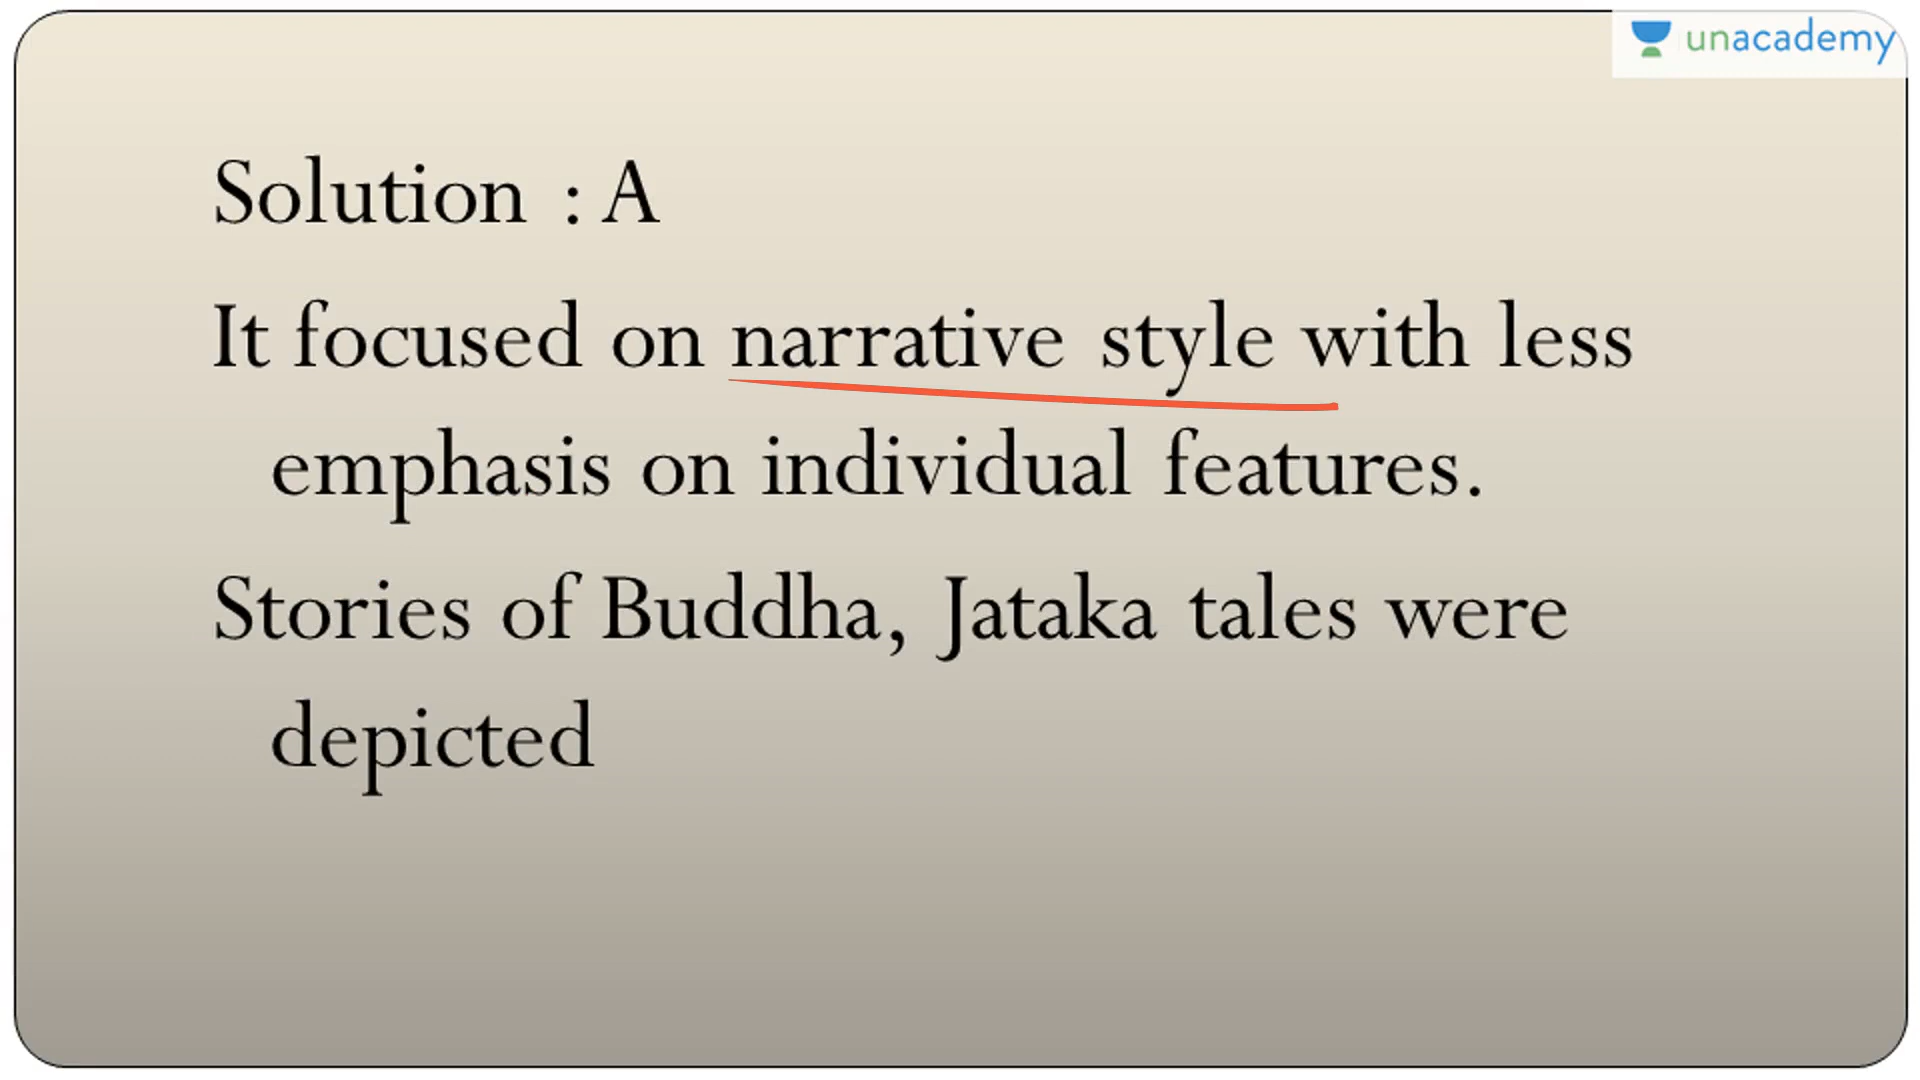 unacademy
Solution : A
It focused on narrative style with less
emphasis on individual features.
Stories of Buddha, Jataka tales were
depicted